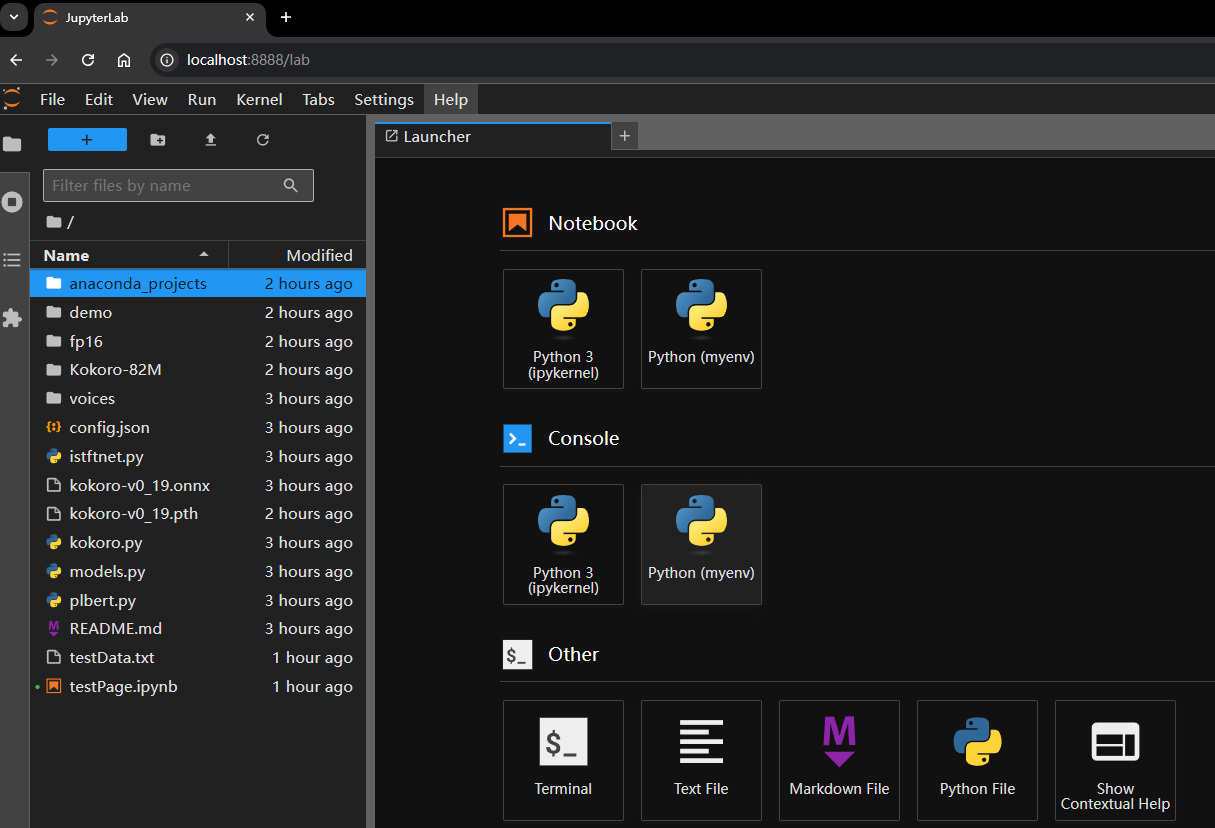 JupyterLab
localhost:8888/lab
File Edit View Run Kernel Tabs Settings Help
Launcher
Filter files by name
/
Name Modified
anaconda_projects 2 hours ago
demo 2 hours ago
fp16 2 hours ago
Kokoro-82M 2 hours ago
voices 3 hours ago
config.json 3 hours ago
istftnet.py 3 hours ago
kokoro-v0_19.onnx 3 hours ago
kokoro-v0_19.pth 2 hours ago
kokoro.py 3 hours ago
models.py 3 hours ago
plbert.py 3 hours ago
README.md 3 hours ago
testData.txt 1 hour ago
testPage.ipynb 1 hour ago
Notebook
Python 3
(ipykernel)
Python (myenv)
Console
Python 3
(ipykernel)
Python (myenv)
$_ Other
$_
Terminal
Text File
M
Markdown File
Python File
Show
Contextual Help